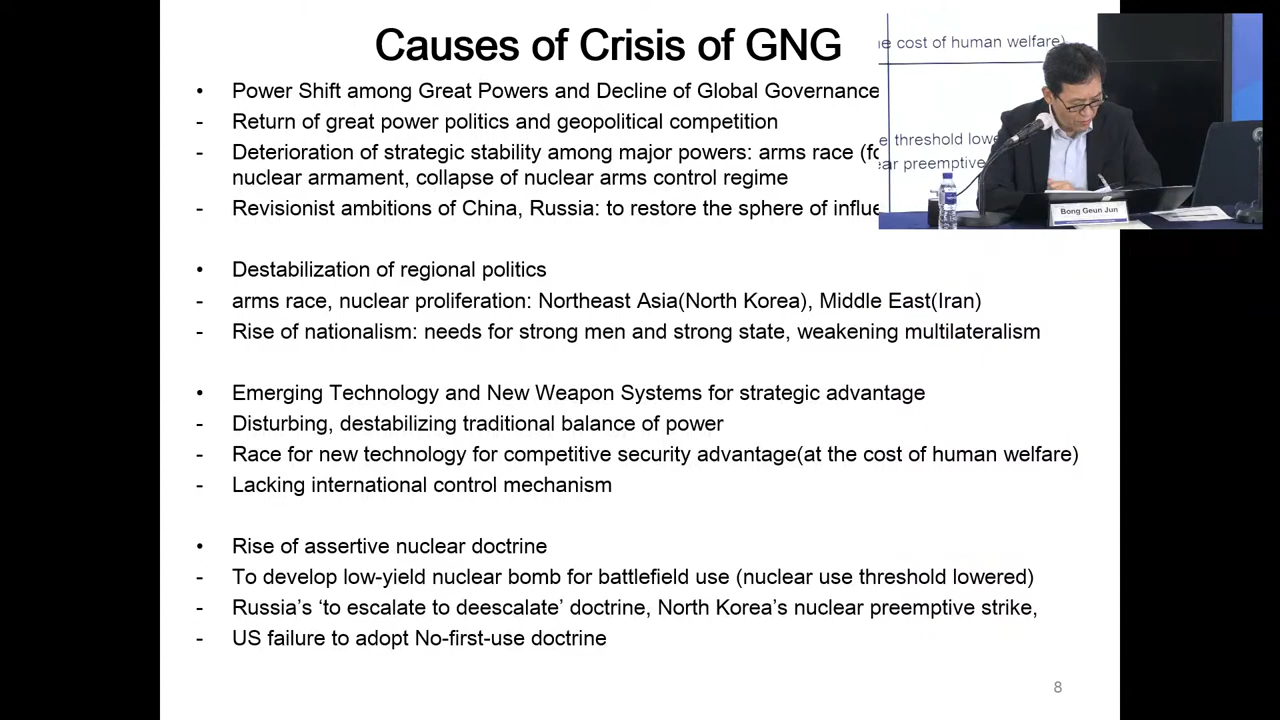 Causes of Crisis of GNG
• Power Shift among Great Powers and Decline of Global Governance
- Return of great power politics and geopolitical competition
- Deterioration of strategic stability among major powers: arms race (fo
nuclear armament, collapse of nuclear arms control regime
- Revisionist ambitions of China, Russia: to restore the sphere of influe
• Destabilization of regional politics
- arms race, nuclear proliferation: Northeast Asia(North Korea), Middle East(Iran)
- Rise of nationalism: needs for strong men and strong state, weakening multilateralism
• Emerging Technology and New Weapon Systems for strategic advantage
- Disturbing, destabilizing traditional balance of power
- Race for new technology for competitive security advantage(at the cost of human welfare)
- Lacking international control mechanism
• Rise of assertive nuclear doctrine
- To develop low-yield nuclear bomb for battlefield use (nuclear use threshold lowered)
- Russia's 'to escalate to deescalate' doctrine, North Korea's nuclear preemptive strike,
- US failure to adopt No-first-use doctrine
8
e cost of human welfare)
e threshold lowe
ear preemptive
Bong Geun Jun